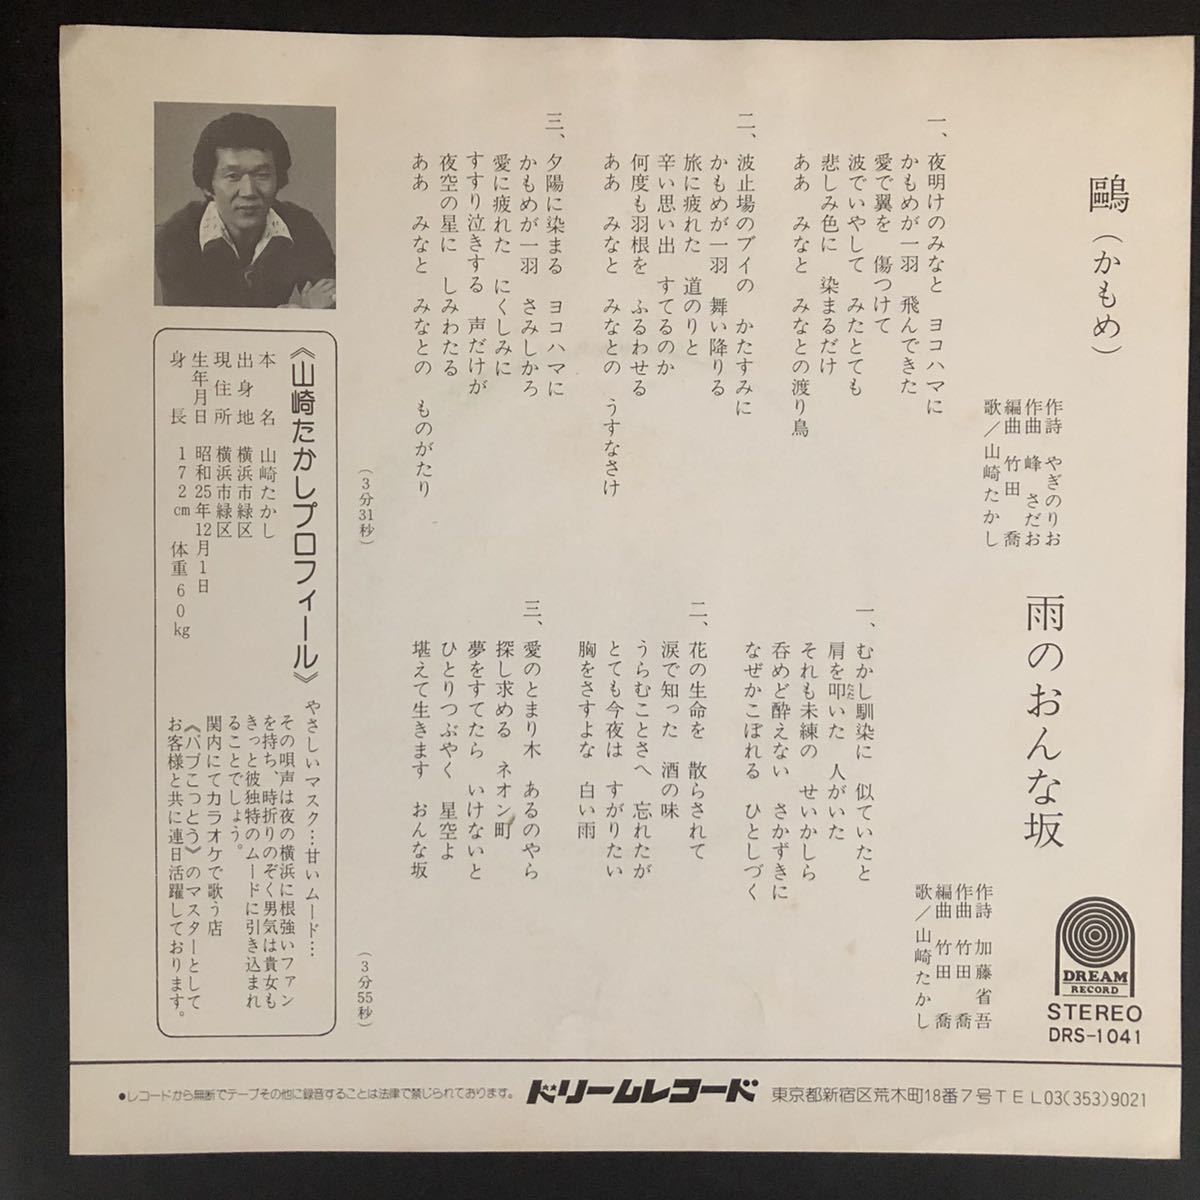 鷗(かもめ)
作詩 やぎのりお
作曲 峰 さだお
編曲 竹田 喬
歌/山崎たかし
一、夜明けのみなと ヨコハマに
かもめが一羽 飛んできた
愛で翼を 傷つけて
波でいやして みたとても
悲しみ色に 染まるだけ
ああ みなと みなとの渡り鳥
二、波止場のブイの かたすみに
かもめが一羽 舞い降りる
旅に疲れた 道のりと
辛い思い出 すてるのか
何度も羽根を ふるわせる
ああ みなと みなとの うすなさけ
三、夕陽に染まる ヨコハマに
かもめが一羽 さみしかろ
愛に疲れた にくしみに
すすり泣きする 声だけが
夜空の星に しみわたる
ああ みなと みなとの ものがたり
(3分31秒)
雨のおんな坂
作詩 加藤省吾
作曲 竹田 喬
編曲 竹田 喬
歌/山崎たかし
一、むかし馴染に 似ていたと
肩を叩いた 人がいた
たた
それも未練の せいかしら
呑めど酔えない さかずきに
なぜかこぼれる ひとしづく
二、花の生命を 散らされて
涙で知った 酒の味
うらむことさへ 忘れたが
とても今夜は すがりたい
胸をさすよな 白い雨
三、愛のとまり木 あるのやら
探し求める ネオン町
夢をすてたら いけないと
ひとりつぶやく 星空よ
堪えて生きます おんな坂
(3分55秒)
《山崎たかしプロフィール》
本名 山崎たかし
出身地 横浜市緑区
現住所 横浜市緑区
生年月日 昭和25年12月1日
身長 172cm 体重60kg
やさしいマスク…甘いムード…
その唄声は夜の横浜に根強いファン
を持ち、時折りのぞく男気は貴女も
きっと彼独特のムードに引き込まれ
ることでしょう。
関内にてカラオケで歌う店
《パブこっとう》のマスターとして
お客様と共に連日活躍しております。
DREAM
RECORD
STEREO
DRS-1041
●レコードから無断でテープその他に録音することは法律で禁じられております。 ドリームレコード 東京都新宿区荒木町18番7号TEL03(353)9021